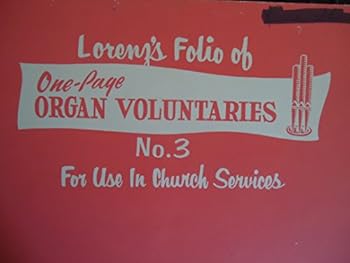 Lorenz's Folio of
One-Page
ORGAN VOLUNTARIES
No.3
For Use In Church Services